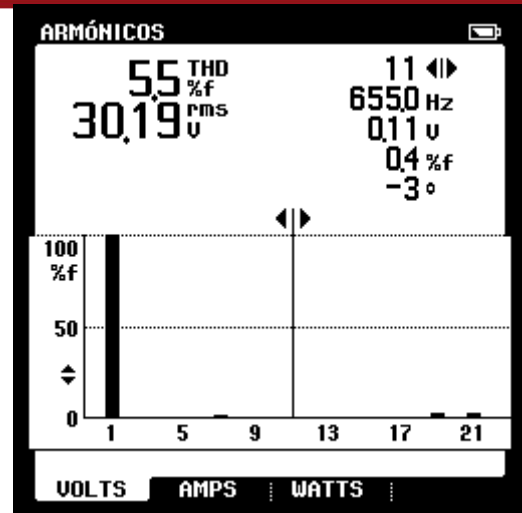 ARMÓNICOS
5,5 THD %f
30,19 rms V
11
655,0 Hz
0,11 V
0,4 %f
-3 °
100
%f
50
0
1 5 9 13 17 21
VOLTS AMPS WATTS